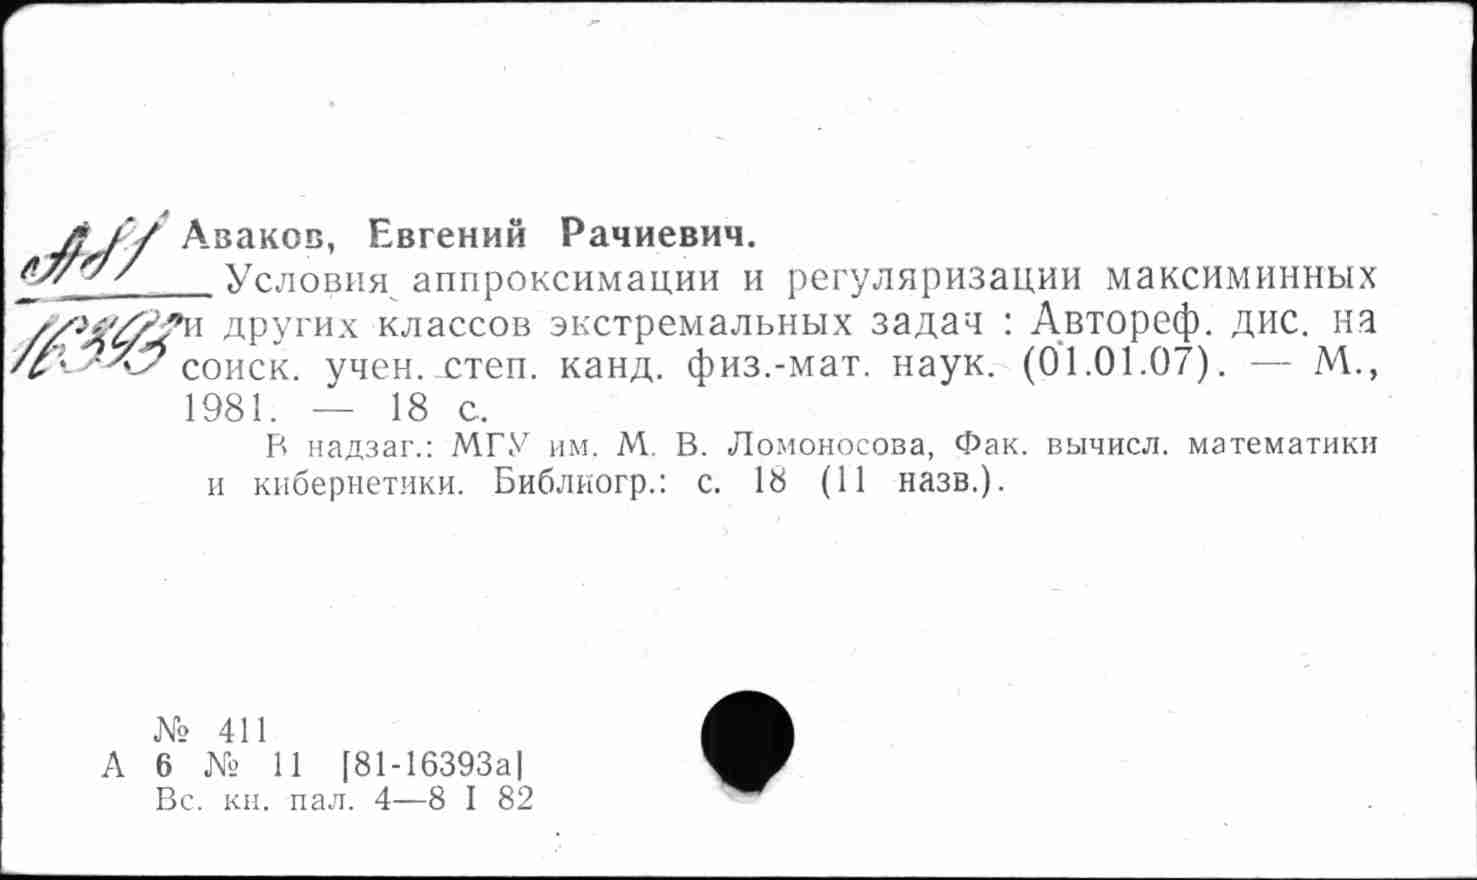 А81
16393
Аваков, Евгений Рачиевич.
Условия аппроксимации и регуляризации максиминных
и других классов экстремальных задач : Автореф. дис. на
соиск. учен. степ. канд. физ.-мат. наук. (01.01.07). — М.,
1981. — 18 с.
В надзаг.: МГУ им. М. В. Ломоносова, Фак. вычисл. математики
и кибернетики. Библиогр.: с. 18 (11 назв.).
№ 411
А 6 № 11 [81-16393а]
Вс. кн. пал. 4—8 I 82